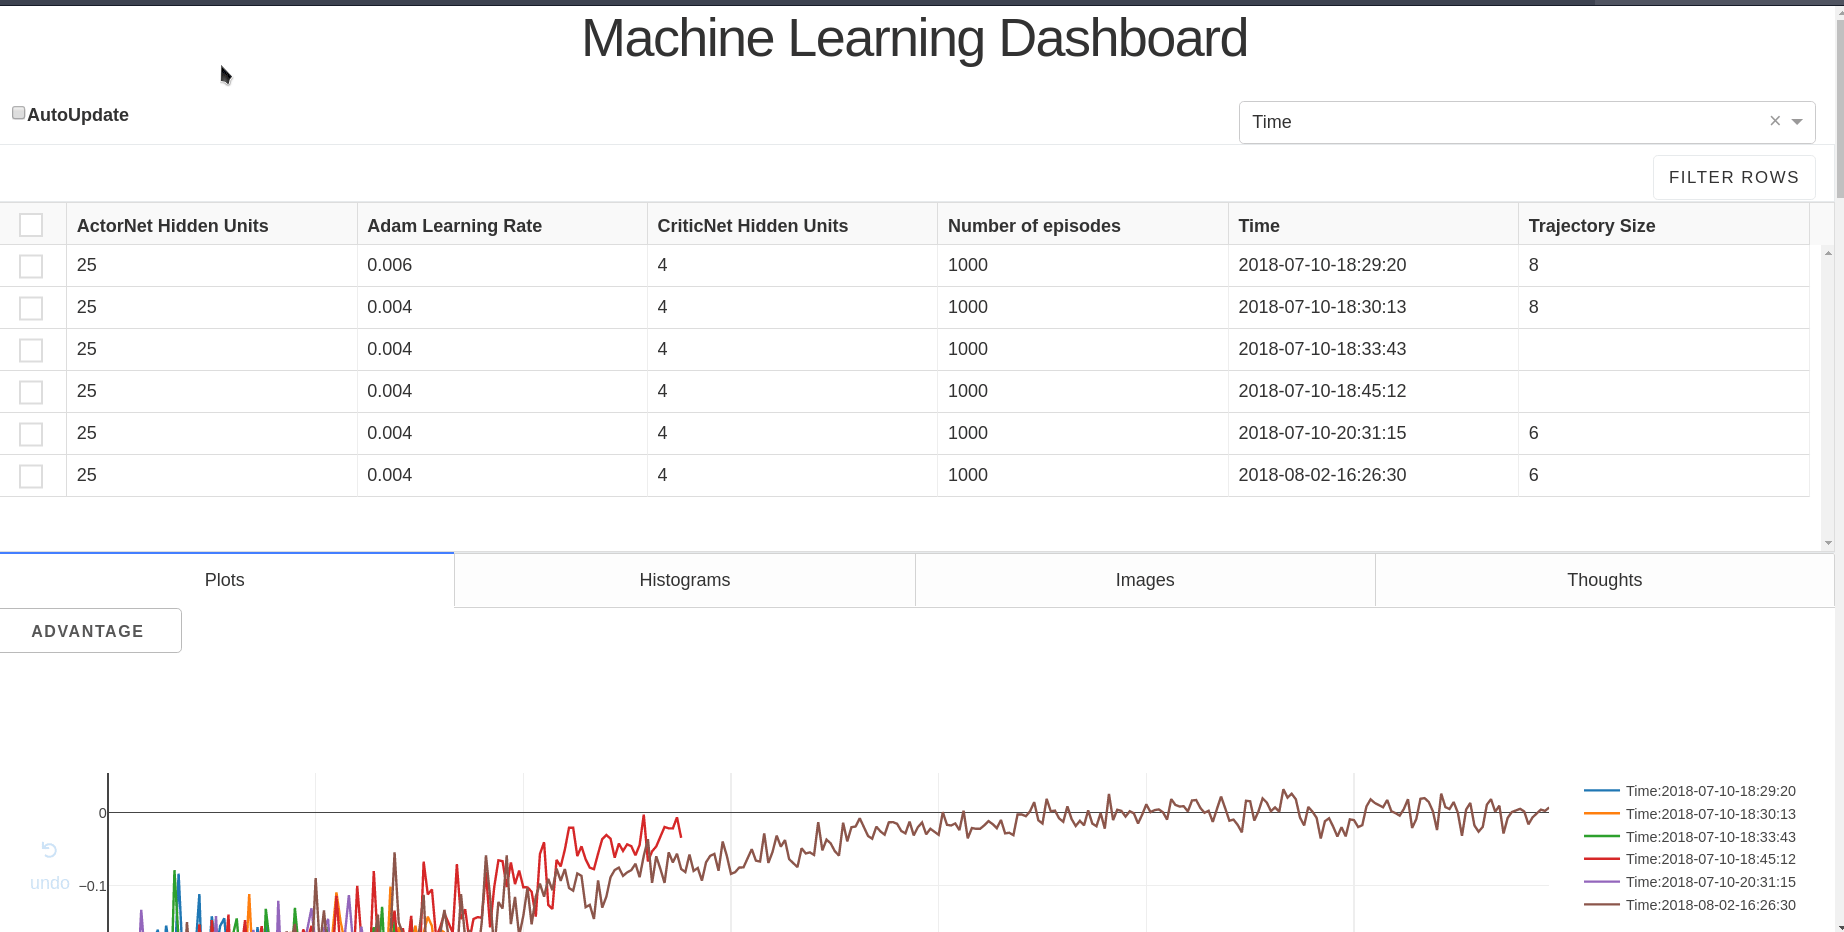 Machine Learning Dashboard
AutoUpdate
Time
FILTER ROWS
ActorNet Hidden Units Adam Learning Rate CriticNet Hidden Units Number of episodes Time Trajectory Size
25 0.006 4 1000 2018-07-10-18:29:20 8
25 0.004 4 1000 2018-07-10-18:30:13 8
25 0.004 4 1000 2018-07-10-18:33:43
25 0.004 4 1000 2018-07-10-18:45:12
25 0.004 4 1000 2018-07-10-20:31:15 6
25 0.004 4 1000 2018-08-02-16:26:30 6
Plots Histograms Images Thoughts
ADVANTAGE
0
−0.1
undo
Time:2018-07-10-18:29:20
Time:2018-07-10-18:30:13
Time:2018-07-10-18:33:43
Time:2018-07-10-18:45:12
Time:2018-07-10-20:31:15
Time:2018-08-02-16:26:30